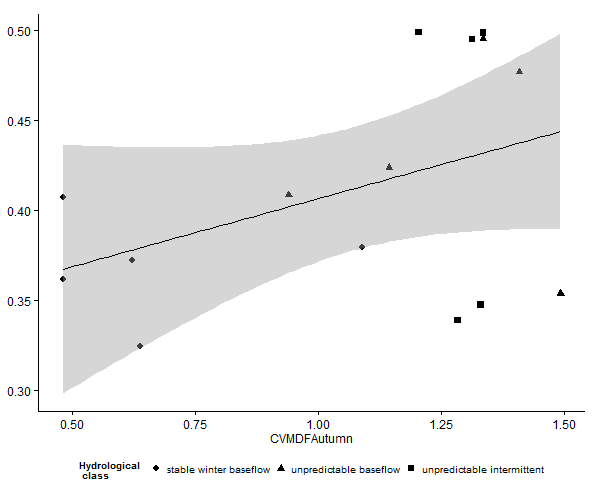 0.50
0.45
0.40
0.35
0.30
0.50 0.75 1.00 1.25 1.50
CVMDFAutumn
Hydrological
class
stable winter baseflow unpredictable baseflow unpredictable intermittent